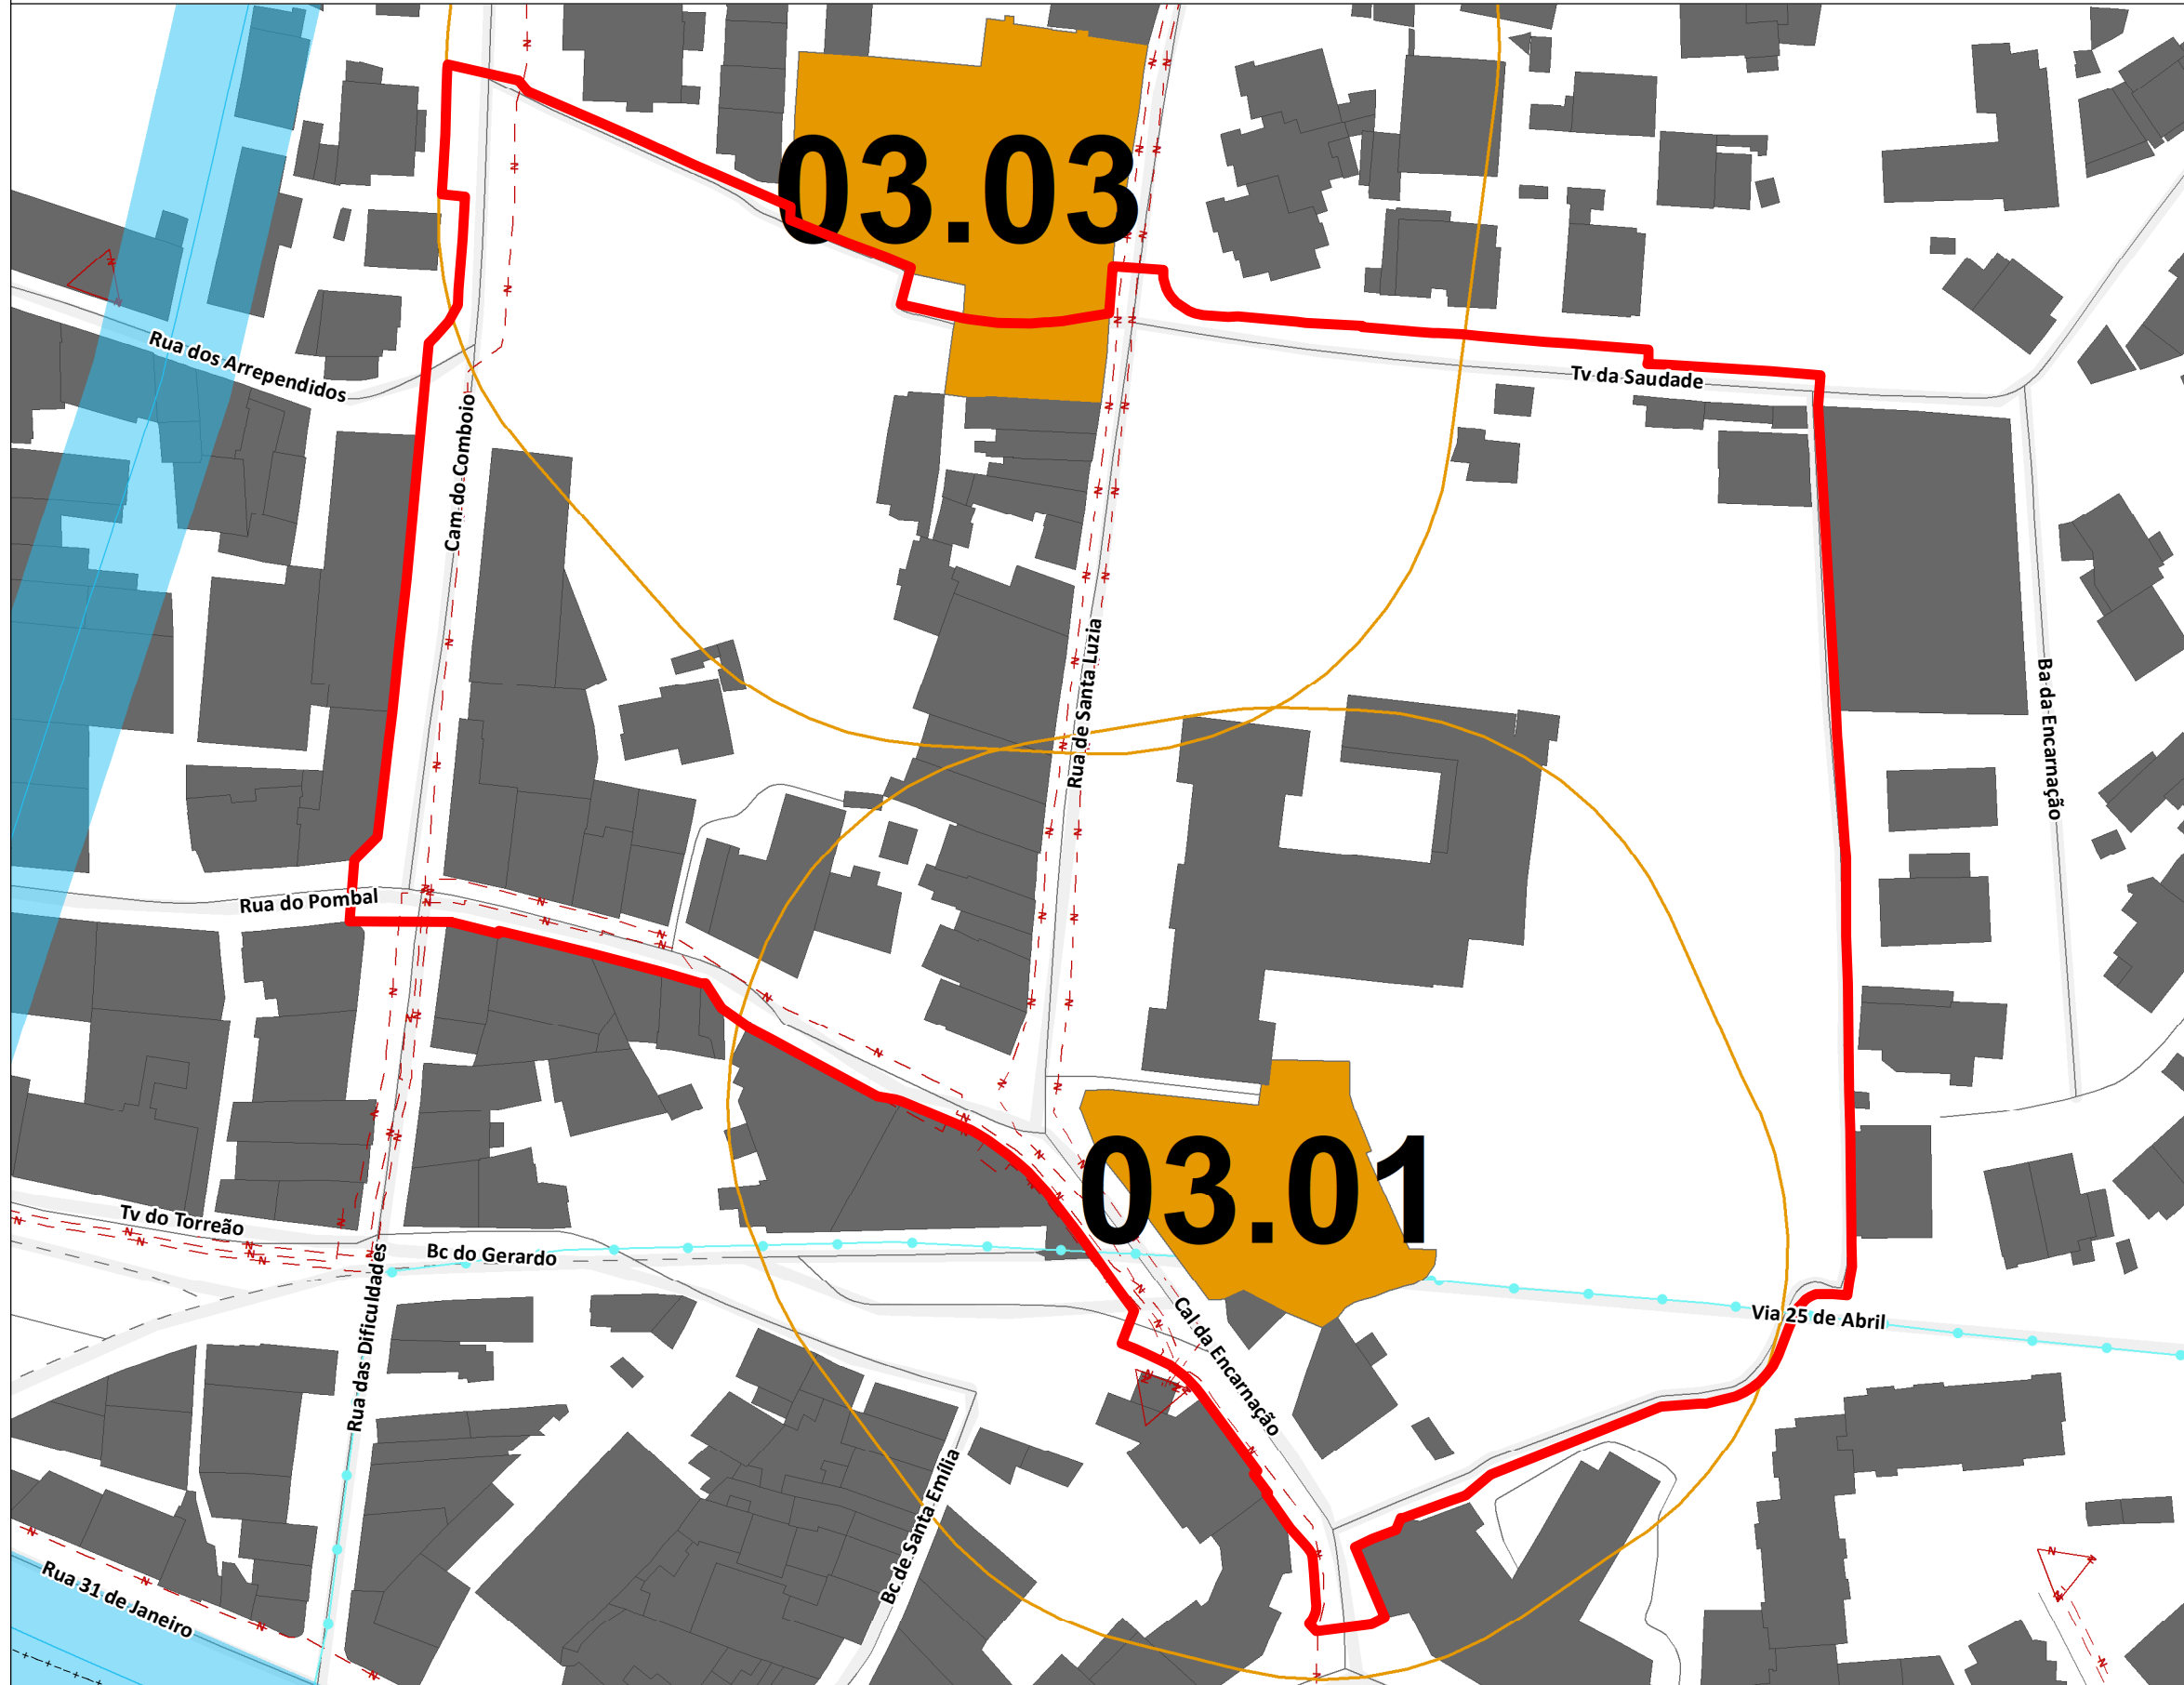 03.03
Rua dos Arrependidos
Tv da Saudade
Cam do Comboio
Rua de Santa Luzia
Ba da Encarnação
Rua do Pombal
03.01
Tv do Torreão
Bc do Gerardo
Via 25 de Abril
Rua das Dificuldades
Cal da Encarnação
Bc de Santa Emília
Rua 31 de Janeiro